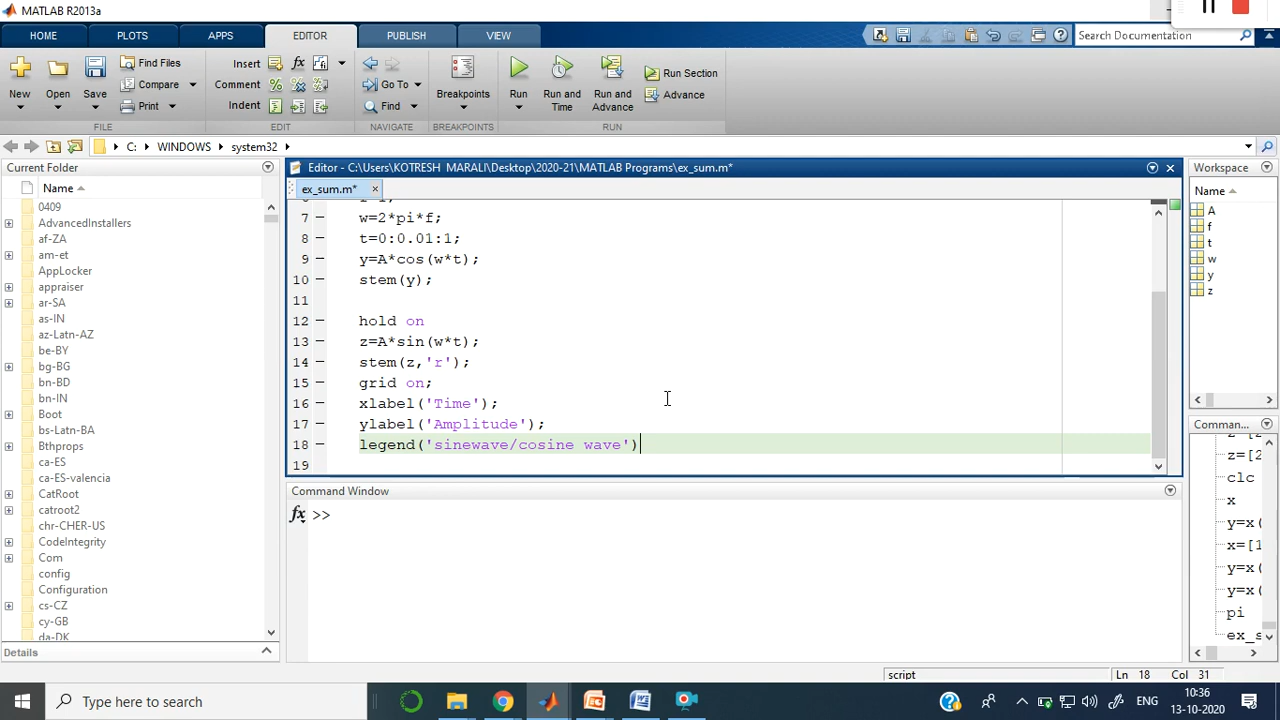 MATLAB R2013a
HOME PLOTS APPS EDITOR PUBLISH VIEW Search Documentation
New Open Save Find Files Compare Print
Insert Comment Indent fx
Go To Find
Breakpoints
Run Run and Time Run and Advance Run Section Advance
FILE EDIT NAVIGATE BREAKPOINTS RUN
C: WINDOWS system32
Current Folder
Name
0409
AdvancedInstallers
af-ZA
am-et
AppLocker
appraiser
ar-SA
as-IN
az-Latn-AZ
be-BY
bg-BG
bn-BD
bn-IN
Boot
bs-Latn-BA
Bthprops
ca-ES
ca-ES-valencia
CatRoot
catroot2
chr-CHER-US
CodeIntegrity
Com
config
Configuration
cs-CZ
cy-GB
da-DK
Details
Editor - C:\Users\KOTRESH MARALI\Desktop\2020-21\MATLAB Programs\ex_sum.m*
ex_sum.m*
7 w=2*pi*f;
8 t=0:0.01:1;
9 y=A*cos(w*t);
10 stem(y);
11
12 hold on
13 z=A*sin(w*t);
14 stem(z,'r');
15 grid on;
16 xlabel('Time');
17 ylabel('Amplitude');
18 legend('sinewave/cosine wave')
19
Command Window
fx >>
Workspace
Name
A
f
t
w
y
z
Comman...
z=[2
clc
x
y=x(
x=[1
y=x(
y=x(
pi
ex_s
script Ln 18 Col 31
Type here to search
ENG
10:36
13-10-2020